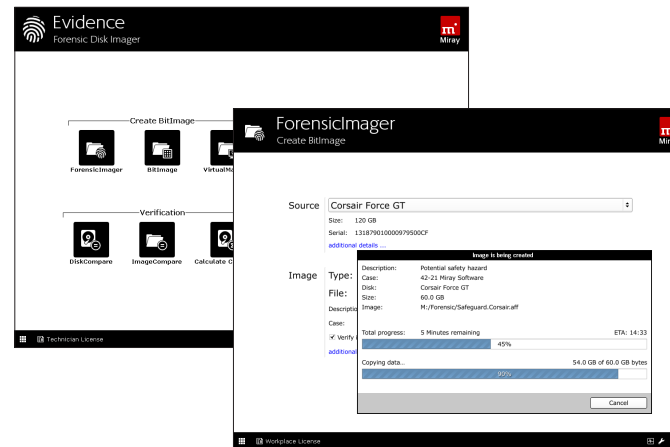 Evidence
Forensic Disk Imager
Miray
Create BitImage
ForensicImager
BitImage
Verification
DiskCompare
ImageCompare
Calculate
Technician License
ForensicImager
Create BitImage
Source
Corsair Force GT
Size: 120 GB
Serial: 131879010000979500CF
additional details ...
Image
Type:
File:
Case:
Verify
additional
Image is being created
Description: Potential safety hazard
Case: 42-21 Miray Software
Disk: Corsair Force GT
Size: 60.0 GB
Image: M:/Forensic/Safeguard.Corsair.aff
Total progress: 5 Minutes remaining ETA: 14:33
45%
Copying data... 54.0 GB of 60.0 GB bytes
90%
Cancel
Workplace License